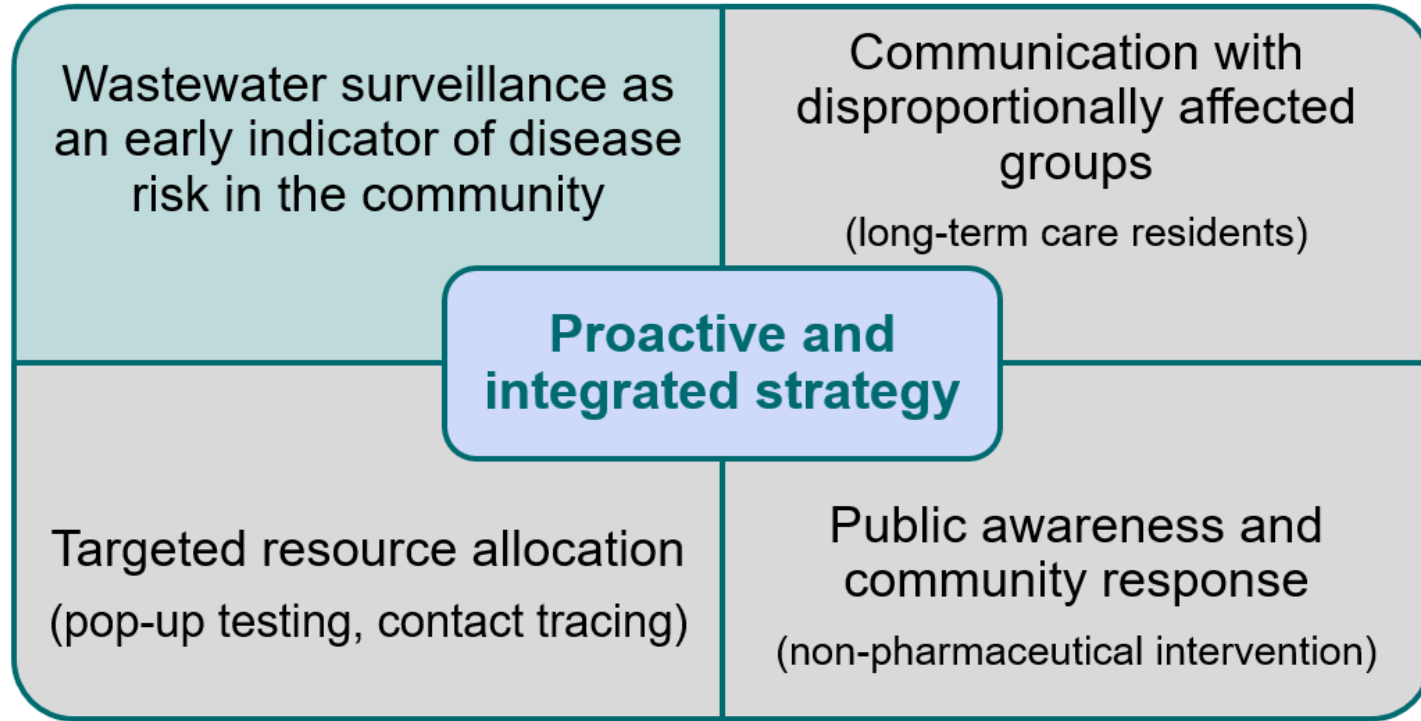 Wastewater surveillance as
an early indicator of disease
risk in the community
Communication with
disproportionally affected
groups
(long-term care residents)
Proactive and
integrated strategy
Targeted resource allocation
(pop-up testing, contact tracing)
Public awareness and
community response
(non-pharmaceutical intervention)